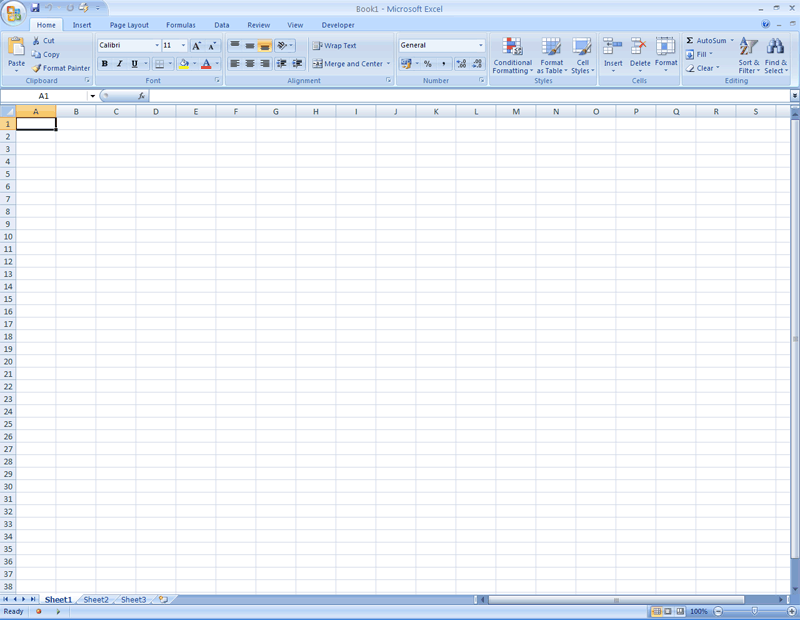 Book1 - Microsoft Excel
Home Insert Page Layout Formulas Data Review View Developer
Paste Cut Copy Format Painter
Calibri 11
B I U
Wrap Text
Merge and Center
General
%
Conditional Formatting
Format as Table
Cell Styles
Insert Delete Format
Σ AutoSum
Fill
Clear
Sort & Filter
Find & Select
Clipboard Font Alignment Number Styles Cells Editing
A1 fx
A B C D E F G H I J K L M N O P Q R S
1
2
3
4
5
6
7
8
9
10
11
12
13
14
15
16
17
18
19
20
21
22
23
24
25
26
27
28
29
30
31
32
33
34
35
36
37
38
Sheet1 Sheet2 Sheet3
Ready 100%